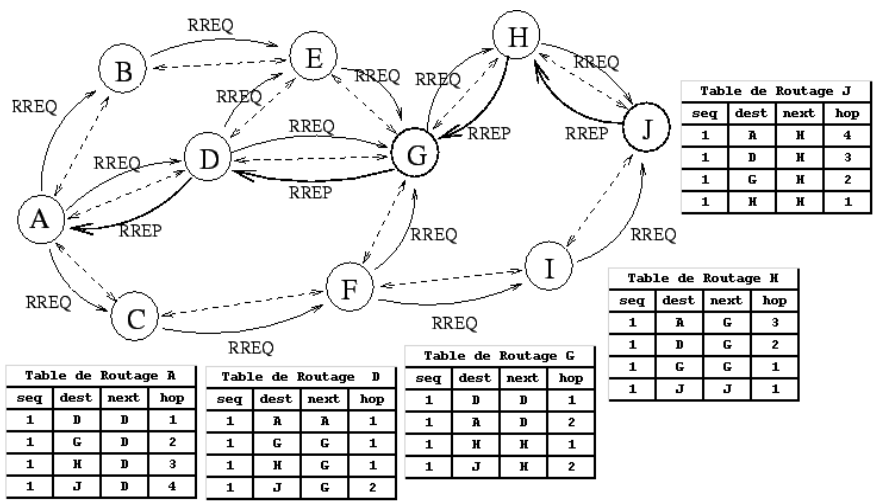 H
RREQ
RREQ
E
B
RREQ
RREQ
RREQ
RREQ
RREQ
RREP
RREP
J
Table de Routage J
seq dest next hop
1 A H 4
1 D H 3
1 G H 2
1 H H 1
RREQ
RREQ
D
G
RREP
A
RREP
RREQ
RREQ
I
F
RREQ
C
RREQ
RREQ
Table de Routage H
seq dest next hop
1 A G 3
1 D G 2
1 G G 1
1 J J 1
Table de Routage A
seq dest next hop
1 D D 1
1 G D 2
1 H D 3
1 J D 4
Table de Routage D
seq dest next hop
1 A A 1
1 G G 1
1 H G 1
1 J G 2
Table de Routage G
seq dest next hop
1 D D 1
1 A D 2
1 H H 1
1 J H 2